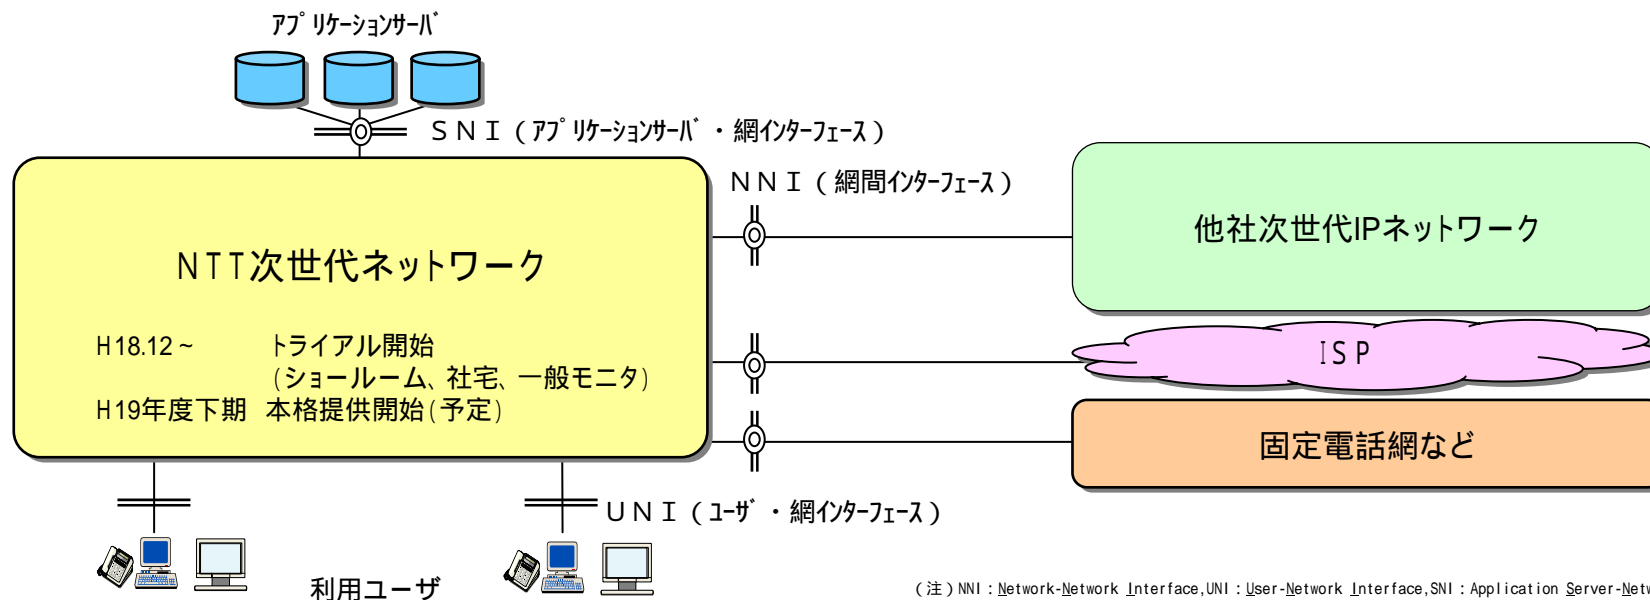 アプリケーションサーバ
SNI(アプリケーションサーバ・網インターフェース)
NNI(網間インターフェース)
NTT次世代ネットワーク
H18.12~ トライアル開始
(ショールーム、社宅、一般モニタ)
H19年度下期 本格提供開始(予定)
他社次世代IPネットワーク
ISP
固定電話網など
UNI(ユーザ・網インターフェース)
利用ユーザ
(注)NNI:Network-Network Interface,UNI:User-Network Interface,SNI:Application Server-Netw